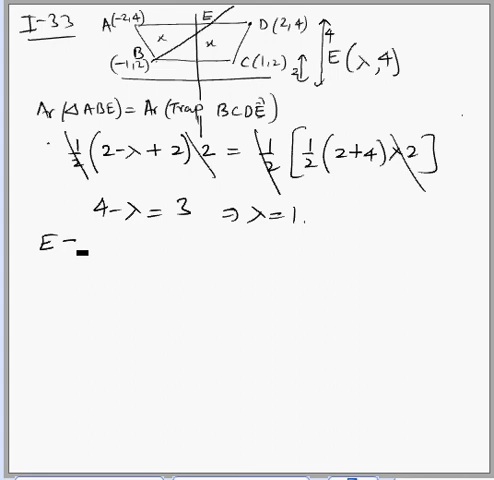 I-33 A(-2,4) E D(2,4) 4
x x E(λ,4)
B(-1,2) C(1,2) 2
Ar(ΔABE) = Ar(Trap BCDE)
1/2 (2-λ+2) 2 = 1/2 [1/2 (2+4) × 2]
4-λ = 3 ⇒ λ=1.
E -